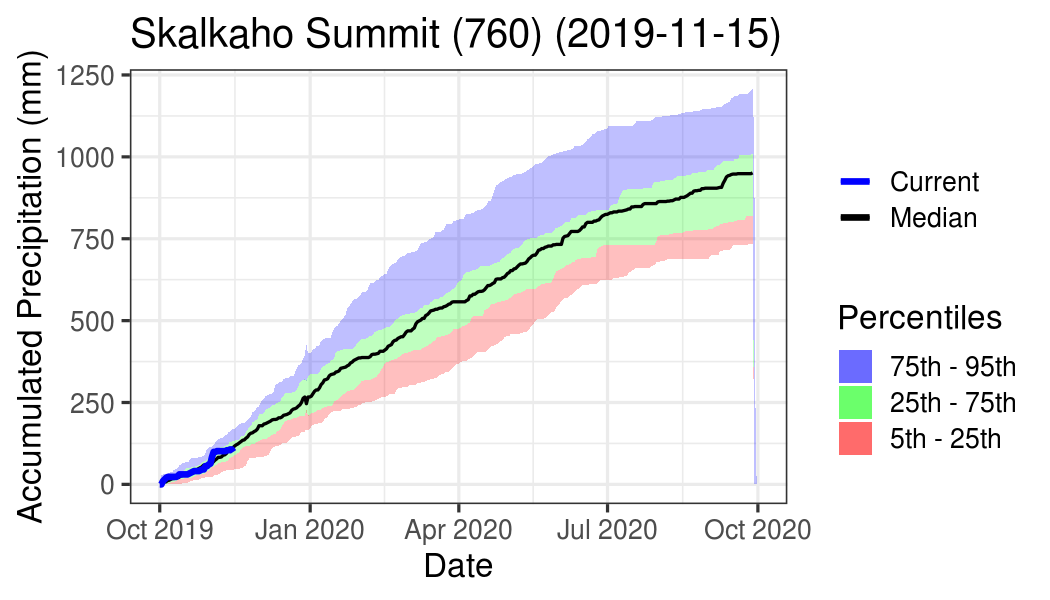 Skalkaho Summit (760) (2019-11-15)
Accumulated Precipitation (mm)
1250
1000
750
500
250
0
Oct 2019
Jan 2020
Apr 2020
Jul 2020
Oct 2020
Date
Current
Median
Percentiles
75th - 95th
25th - 75th
5th - 25th